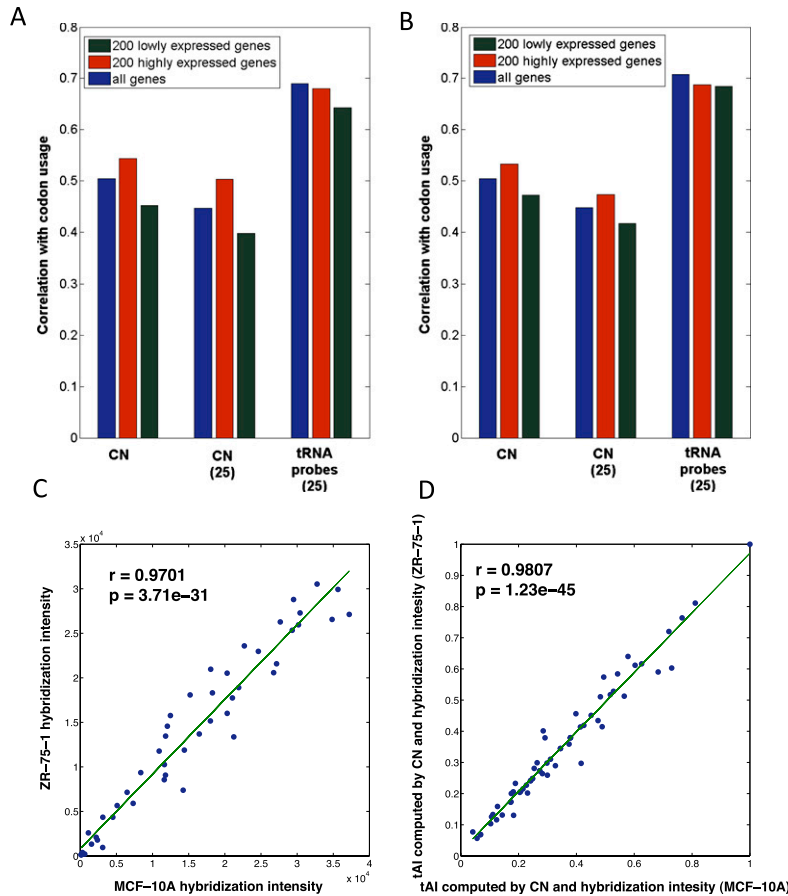 A
Correlation with codon usage
0.8
0.7
0.6
0.5
0.4
0.3
0.2
0.1
0
200 lowly expressed genes
200 highly expressed genes
all genes
CN
CN
(25)
tRNA
probes
(25)
B
Correlation with codon usage
0.8
0.7
0.6
0.5
0.4
0.3
0.2
0.1
0
200 lowly expressed genes
200 highly expressed genes
all genes
CN
CN
(25)
tRNA
probes
(25)
C
ZR-75-1 hybridization intensity
x 10⁴
3.5
3.0
2.5
2.0
1.5
1.0
0.5
0
r = 0.9701
p = 3.71e-31
0.0
0.5
1.0
1.5
2.0
2.5
3.0
3.5
4.0
x 10⁴
MCF-10A hybridization intensity
D
tAI computed by CN and hybridization intesity (ZR-75-1)
1
0.9
0.8
0.7
0.6
0.5
0.4
0.3
0.2
0.1
0
r = 0.9807
p = 1.23e-45
0
0.2
0.4
0.6
0.8
1
tAI computed by CN and hybridization intesity (MCF-10A)